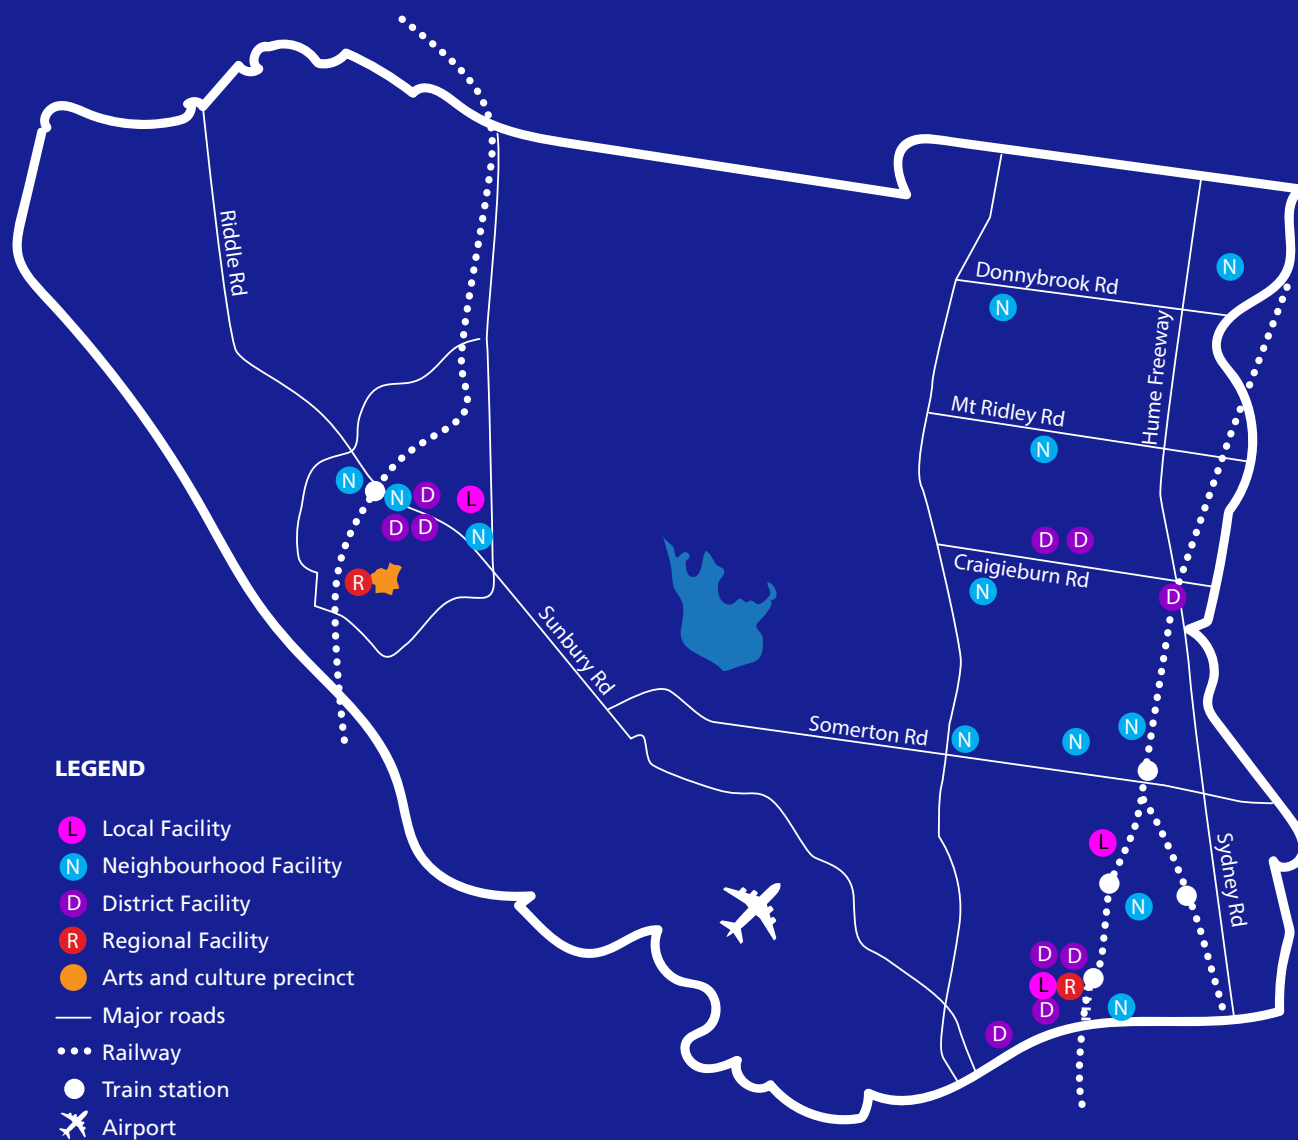 Riddle Rd
Donnybrook Rd
N
N
Hume Freeway
Mt Ridley Rd
N
N
N
D
L
D
D
N
D
D
Craigieburn Rd
R
N
D
Sunbury Rd
Somerton Rd
N
N
N
LEGEND
L Local Facility
N Neighbourhood Facility
D District Facility
R Regional Facility
Arts and culture precinct
Major roads
Railway
Train station
Airport
L
Sydney Rd
N
D
D
L
R
D
N
D